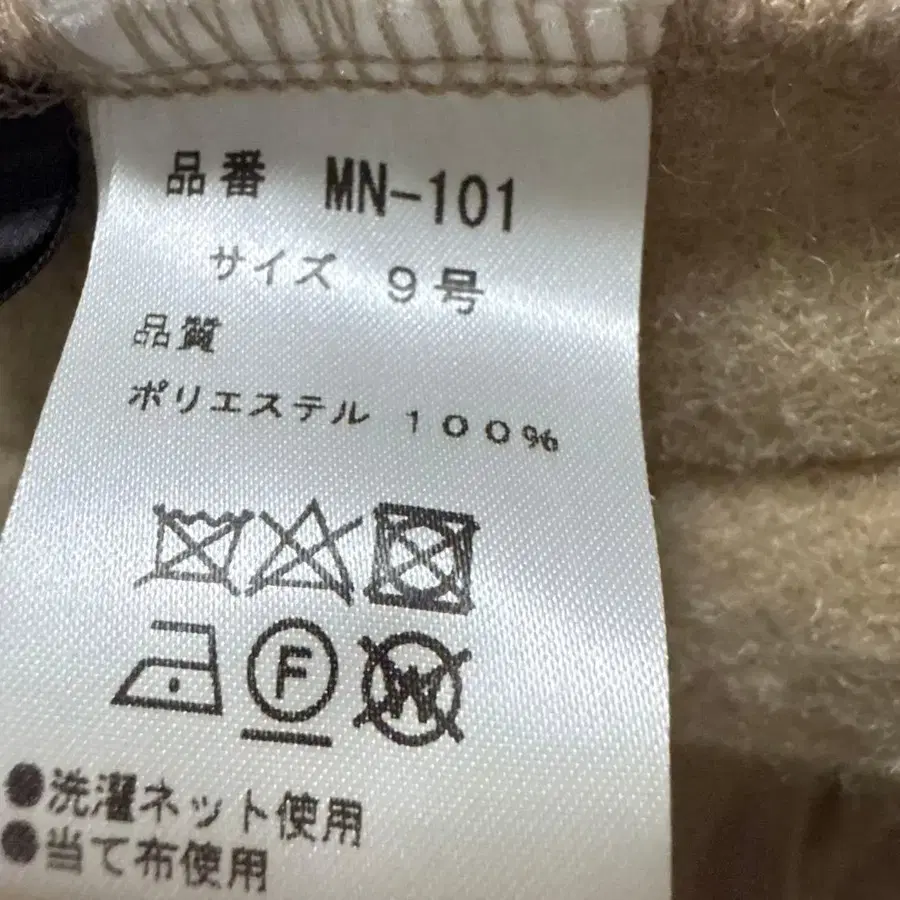 品番 MN-101
サイズ 9号
品質
ポリエステル 100%
F
W
●洗濯ネット使用
●当て布使用